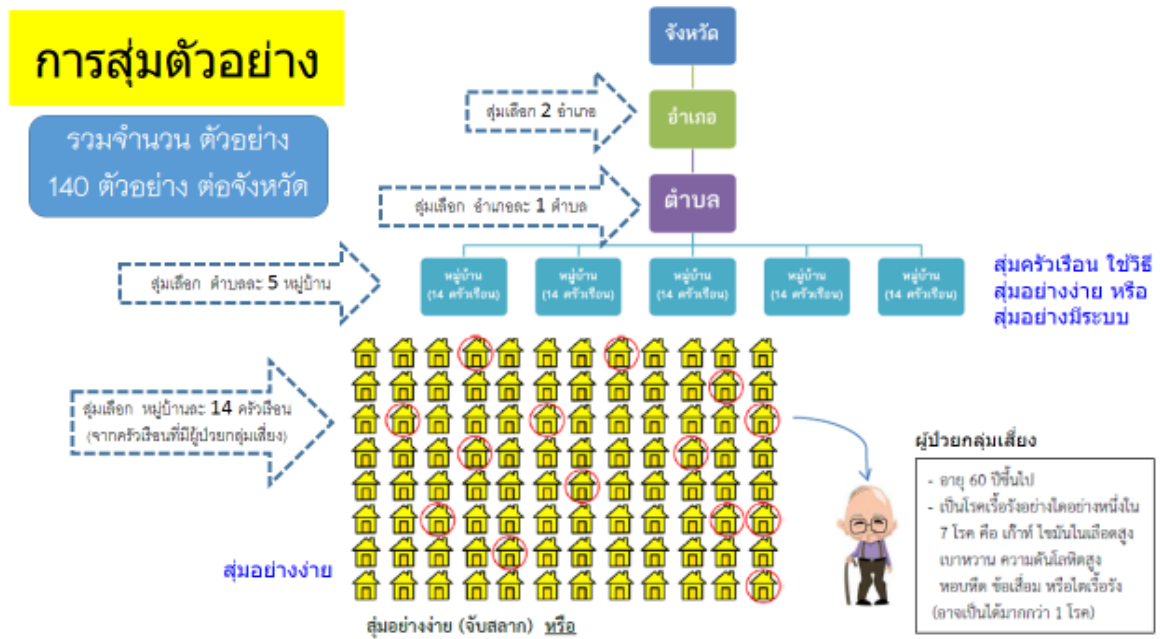 การสุ่มตัวอย่าง
รวมจำนวน ตัวอย่าง
140 ตัวอย่าง ต่อจังหวัด
จังหวัด
สุ่มเลือก 2 อำเภอ
อำเภอ
สุ่มเลือก อำเภอละ 1 ตำบล
ตำบล
สุ่มเลือก ตำบลละ 5 หมู่บ้าน
หมู่บ้าน
(14 ครัวเรือน)
หมู่บ้าน
(14 ครัวเรือน)
หมู่บ้าน
(14 ครัวเรือน)
หมู่บ้าน
(14 ครัวเรือน)
หมู่บ้าน
(14 ครัวเรือน)
สุ่มครัวเรือน ใช้วิธี
สุ่มอย่างง่าย หรือ
สุ่มอย่างมีระบบ
สุ่มเลือก หมู่บ้านละ 14 ครัวเรือน
(จากครัวเรือนที่มีผู้ป่วยกลุ่มเสี่ยง)
ผู้ป่วยกลุ่มเสี่ยง
- อายุ 60 ปีขึ้นไป
- เป็นโรคเรื้อรังอย่างใดอย่างหนึ่งใน
7 โรค คือ เก๊าท์ ไขมันในเลือดสูง
เบาหวาน ความดันโลหิตสูง
หอบหืด ข้อเสื่อม หรือไตเรื้อรัง
(อาจเป็นได้มากกว่า 1 โรค)
สุ่มอย่างง่าย
สุ่มอย่างง่าย (จับสลาก) หรือ